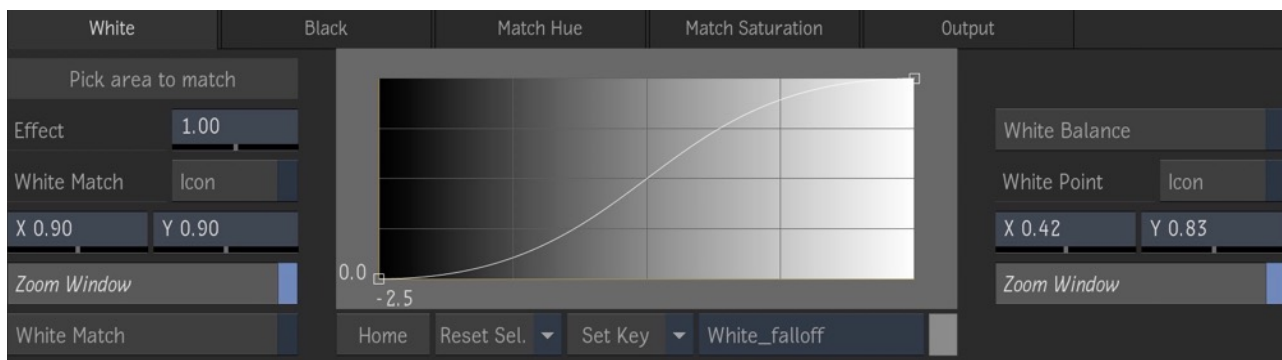 White Black Match Hue Match Saturation Output
Pick area to match
Effect 1.00
White Match Icon
X 0.90 Y 0.90
Zoom Window
White Match
0.0
-2.5
Home Reset Sel. Set Key White_falloff
White Balance
White Point Icon
X 0.42 Y 0.83
Zoom Window